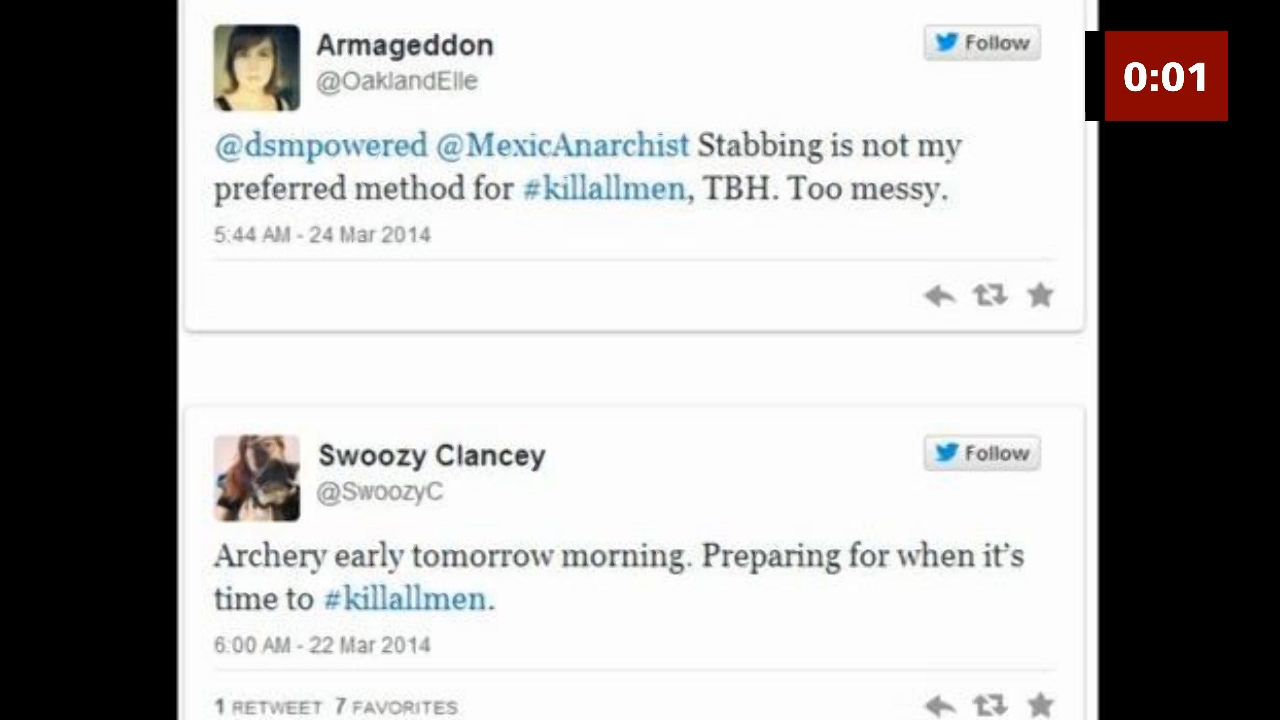 Armageddon
Follow
0:01
@OaklandElle
@dsmpowered @MexicAnarchist Stabbing is not my
preferred method for #killallmen, TBH. Too messy.
5:44 AM - 24 Mar 2014
Swoozy Clancey
Follow
@SwoozyC
Archery early tomorrow morning. Preparing for when it's
time to #killallmen.
6:00 AM - 22 Mar 2014
1 RETWEET 7 FAVORITES